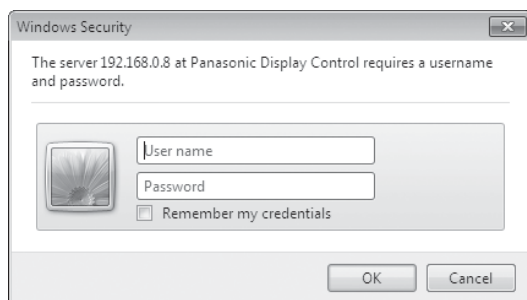 Windows Security
The server 192.168.0.8 at Panasonic Display Control requires a username
and password.
User name
Password
Remember my credentials
OK
Cancel